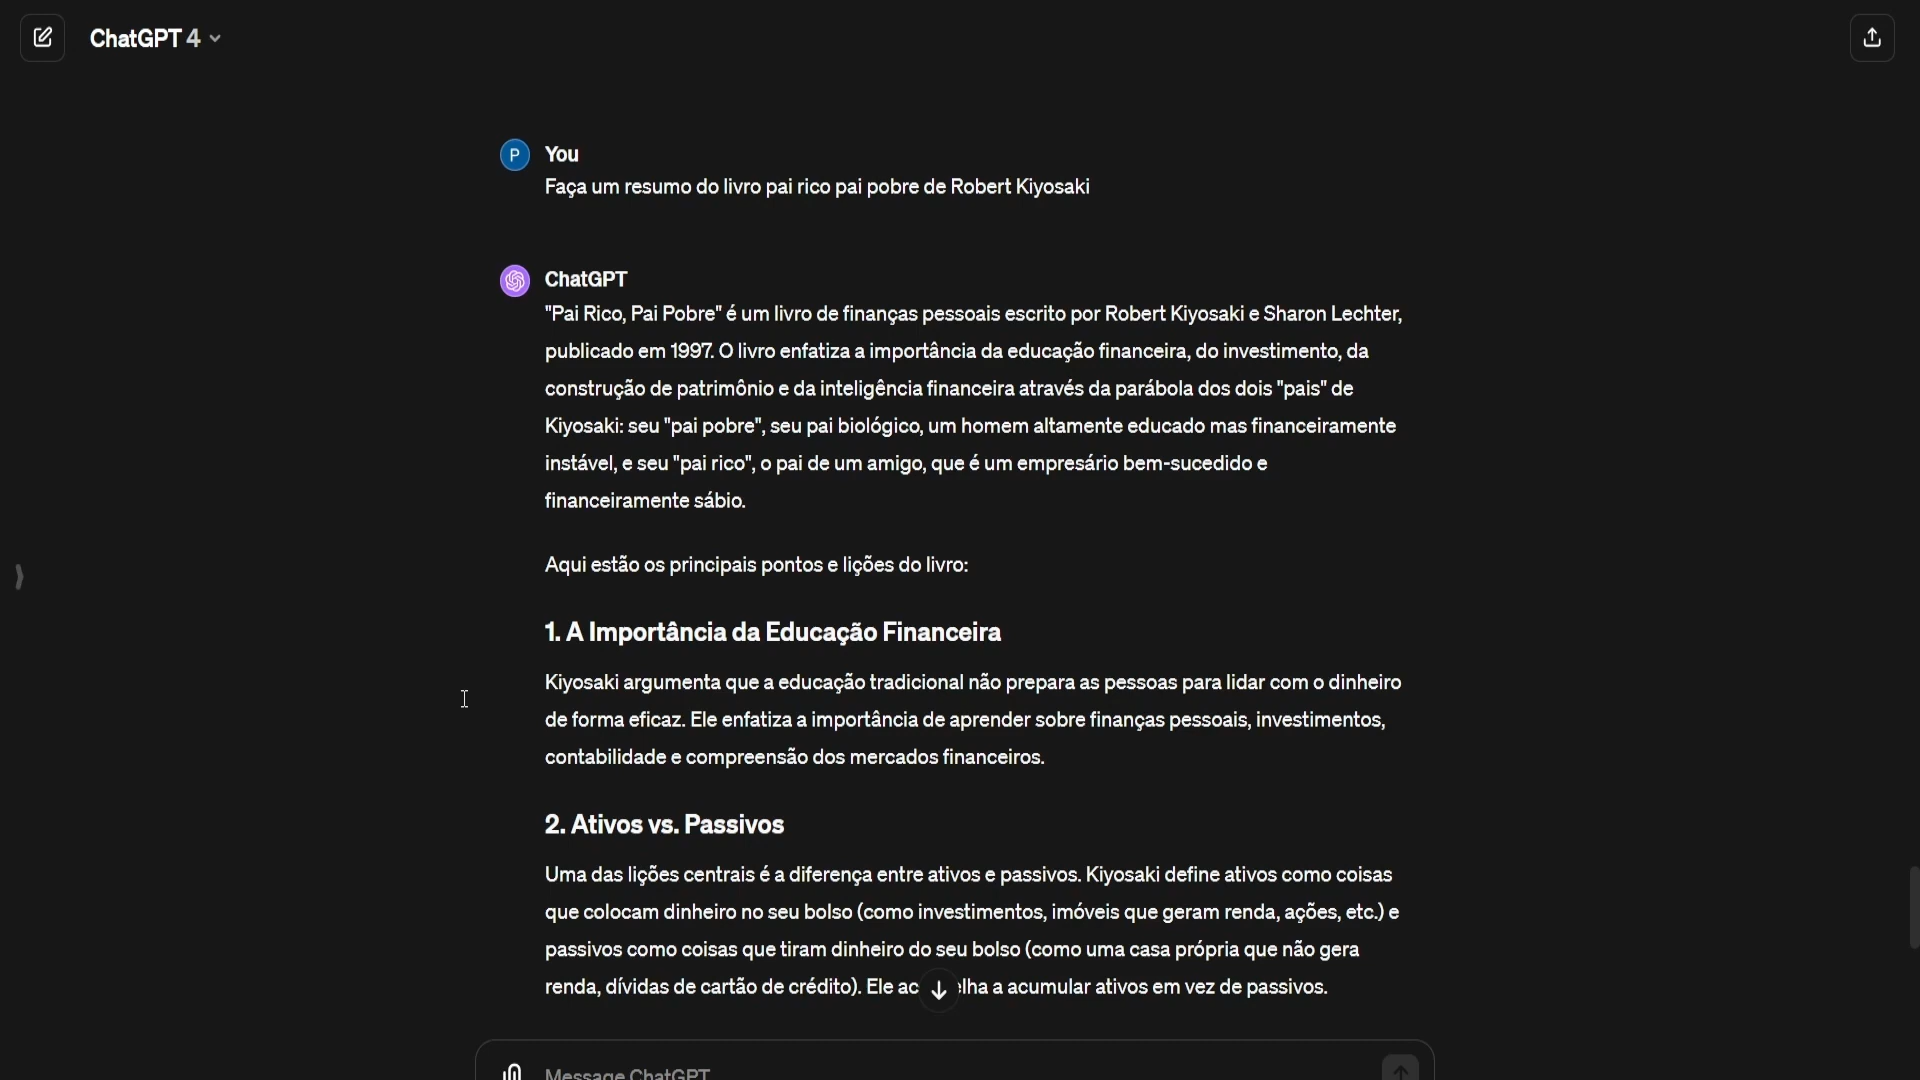 ChatGPT 4
P
You
Faça um resumo do livro pai rico pai pobre de Robert Kiyosaki
ChatGPT
"Pai Rico, Pai Pobre" é um livro de finanças pessoais escrito por Robert Kiyosaki e Sharon Lechter,
publicado em 1997. O livro enfatiza a importância da educação financeira, do investimento, da
construção de patrimônio e da inteligência financeira através da parábola dos dois "pais" de
Kiyosaki: seu "pai pobre", seu pai biológico, um homem altamente educado mas financeiramente
instável, e seu "pai rico", o pai de um amigo, que é um empresário bem-sucedido e
financeiramente sábio.
Aqui estão os principais pontos e lições do livro:
1. A Importância da Educação Financeira
Kiyosaki argumenta que a educação tradicional não prepara as pessoas para lidar com o dinheiro
de forma eficaz. Ele enfatiza a importância de aprender sobre finanças pessoais, investimentos,
contabilidade e compreensão dos mercados financeiros.
2. Ativos vs. Passivos
Uma das lições centrais é a diferença entre ativos e passivos. Kiyosaki define ativos como coisas
que colocam dinheiro no seu bolso (como investimentos, imóveis que geram renda, ações, etc.) e
passivos como coisas que tiram dinheiro do seu bolso (como uma casa própria que não gera
renda, dívidas de cartão de crédito). Ele ac elha a acumular ativos em vez de passivos.
Message ChatGPT